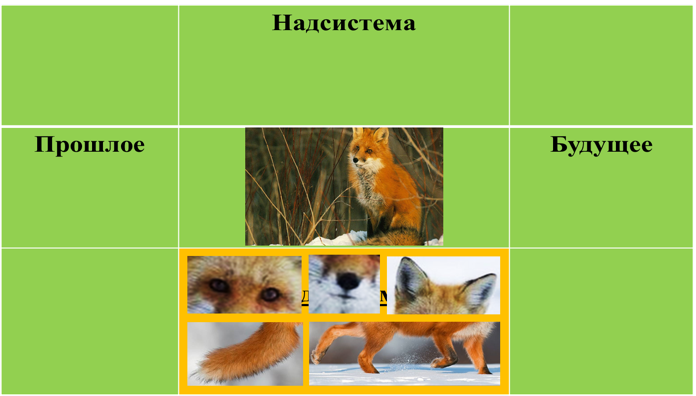 Надсистема
Прошлое
Будущее